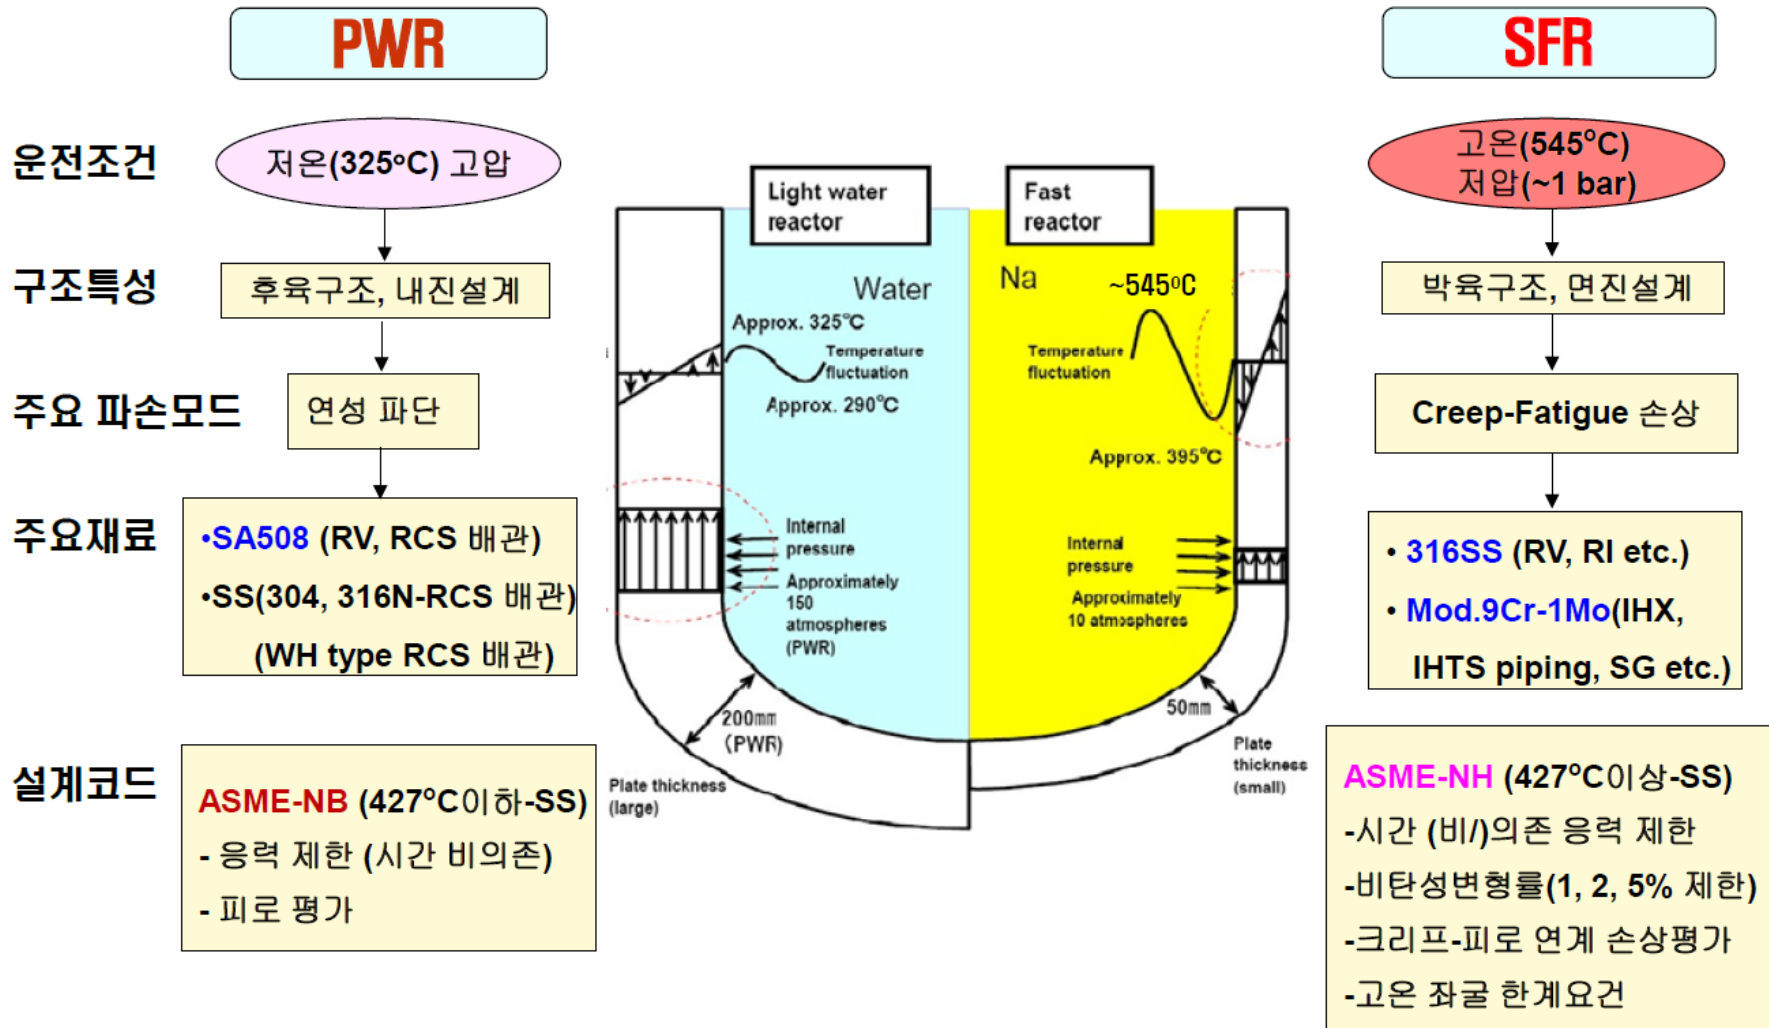 PWR
SFR
운전조건
저온(325°C) 고압
고온(545°C)
저압(~1 bar)
구조특성
후육구조, 내진설계
박육구조, 면진설계
주요 파손모드
연성 파단
Creep-Fatigue 손상
주요재료
•SA508 (RV, RCS 배관)
•SS(304, 316N-RCS 배관)
(WH type RCS 배관)
• 316SS (RV, RI etc.)
• Mod.9Cr-1Mo(IHX,
IHTS piping, SG etc.)
설계코드
ASME-NB (427°C이하-SS)
- 응력 제한 (시간 비의존)
- 피로 평가
ASME-NH (427°C이상-SS)
-시간 (비/)의존 응력 제한
-비탄성변형률(1, 2, 5% 제한)
-크리프-피로 연계 손상평가
-고온 좌굴 한계요건
Light water
reactor
Fast
reactor
Water
Na
~545°C
Approx. 325°C
Temperature
fluctuation
Approx. 290°C
Temperature
fluctuation
Approx. 395°C
Internal
pressure
Approximately
150
atmospheres
(PWR)
Internal
pressure
Approximately
10 atmospheres
200mm
(PWR)
50mm
Plate thickness
(large)
Plate
thickness
(small)